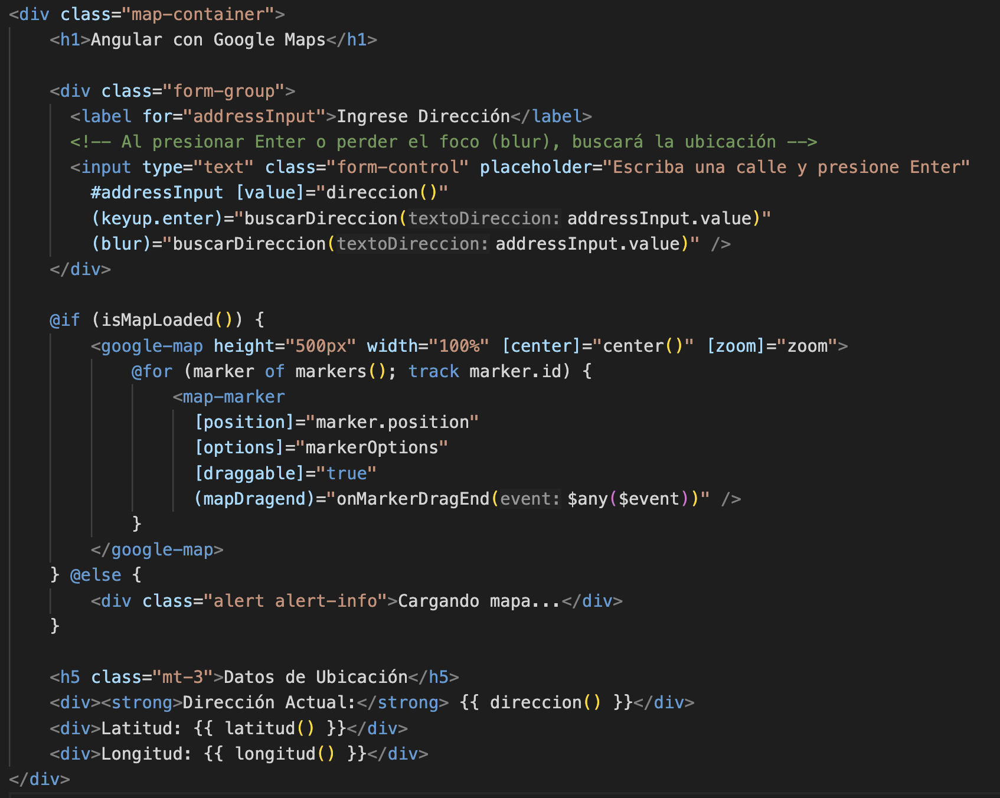 <div class="map-container">
    <h1>Angular con Google Maps</h1>

    <div class="form-group">
      <label for="addressInput">Ingrese Dirección</label>
      <!-- Al presionar Enter o perder el foco (blur), buscará la ubicación -->
      <input type="text" class="form-control" placeholder="Escriba una calle y presione Enter"
        #addressInput [value]="direccion()"
        (keyup.enter)="buscarDireccion(textoDireccion: addressInput.value)"
        (blur)="buscarDireccion(textoDireccion: addressInput.value)" />
    </div>

    @if (isMapLoaded()) {
        <google-map height="500px" width="100%" [center]="center()" [zoom]="zoom">
            @for (marker of markers(); track marker.id) {
                <map-marker
                  [position]="marker.position"
                  [options]="markerOptions"
                  [draggable]="true"
                  (mapDragend)="onMarkerDragEnd(event: $any($event))" />
            }
        </google-map>
    } @else {
        <div class="alert alert-info">Cargando mapa...</div>
    }

    <h5 class="mt-3">Datos de Ubicación</h5>
    <div><strong>Dirección Actual:</strong> {{ direccion() }}</div>
    <div>Latitud: {{ latitud() }}</div>
    <div>Longitud: {{ longitud() }}</div>
</div>